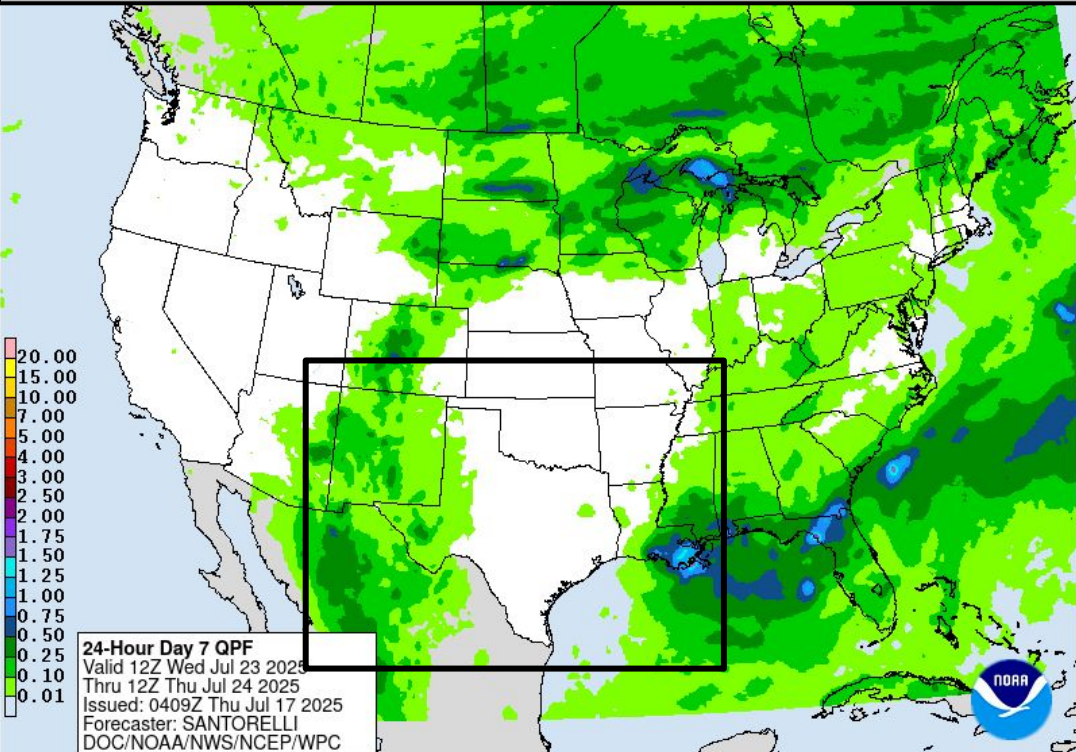 20.00
15.00
10.00
7.00
5.00
4.00
3.00
2.50
2.00
1.75
1.50
1.25
1.00
0.75
0.50
0.25
0.10
0.01
24-Hour Day 7 QPF
Valid 12Z Wed Jul 23 2025
Thru 12Z Thu Jul 24 2025
Issued: 0409Z Thu Jul 17 2025
Forecaster: SANTORELLI
DOC/NOAA/NWS/NCEP/WPC
NOAA